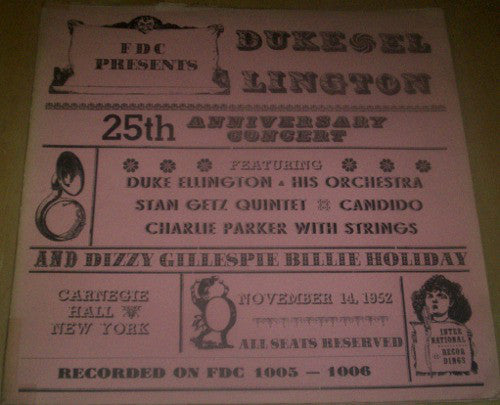 FDC
PRESENTS
DUKE EL
LINGTON
25th ANNIVERSARY
CONCERT
FEATURING
DUKE ELLINGTON & HIS ORCHESTRA
STAN GETZ QUINTET CANDIDO
CHARLIE PARKER WITH STRINGS
AND DIZZY GILLESPIE BILLIE HOLIDAY
CARNEGIE
HALL
NEW YORK
NOVEMBER 14, 1952
ALL SEATS RESERVED
INTER
NATIONAL
RECOR
DINGS
RECORDED ON FDC 1005 — 1006